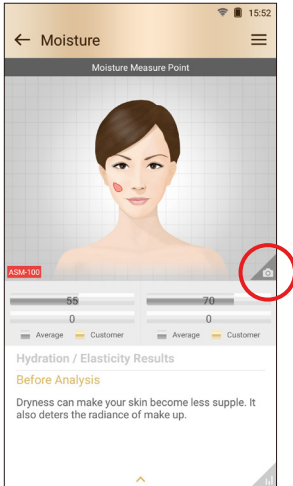 15:52
Moisture
Moisture Measure Point
ASM-100
55 70
0 0
Average Customer Average Customer
Hydration / Elasticity Results
Before Analysis
Dryness can make your skin become less supple. It
also deters the radiance of make up.